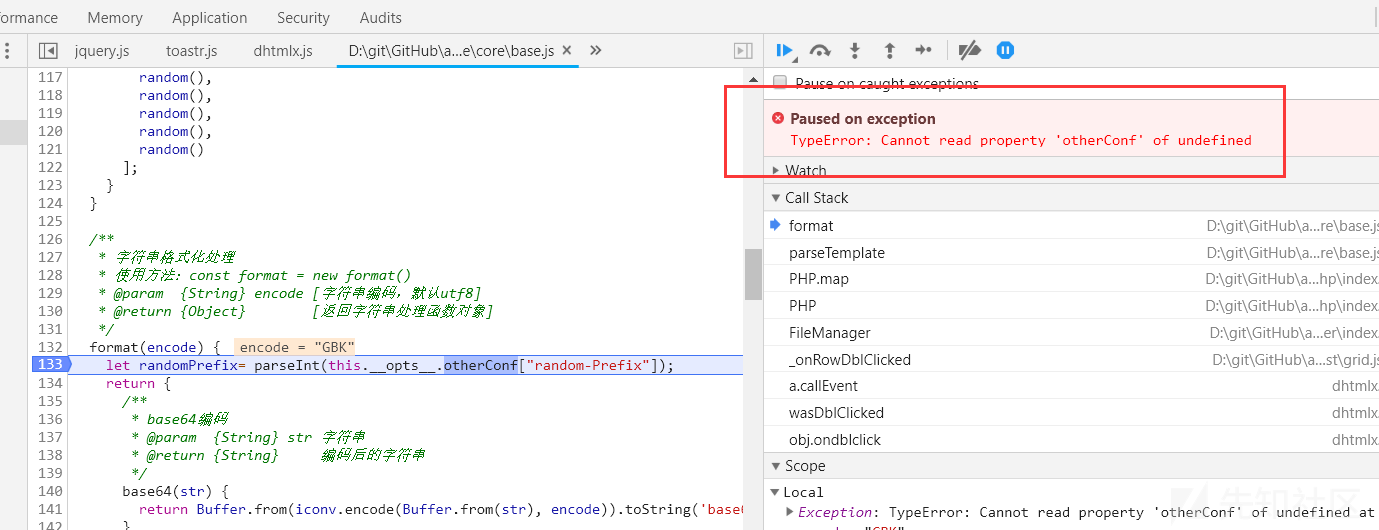 ormance Memory Application Security Audits
jquery.js toastr.js dhtmlx.js D:\git\GitHub\a...e\core\base.js × »
117 random(),
118 random(),
119 random(),
120 random(),
121 random()
122 ];
123 }
124 }
125
126 /**
127 * 字符串格式化处理
128 * 使用方法：const format = new format()
129 * @param {String} encode [字符串编码，默认utf8]
130 * @return {Object} [返回字符串处理函数对象]
131 */
132 format(encode) { encode = "GBK"
133 let randomPrefix= parseInt(this.__opts__.otherConf["random-Prefix"]);
134 return {
135 /**
136 * base64编码
137 * @param {String} str 字符串
138 * @return {String} 编码后的字符串
139 */
140 base64(str) {
141 return Buffer.from(iconv.encode(Buffer.from(str), encode)).toString('base6
142 }
Pause on caught exceptions
Paused on exception
TypeError: Cannot read property 'otherConf' of undefined
Watch
Call Stack
format D:\git\GitHub\a...re\base.js
parseTemplate D:\git\GitHub\a...re\base.js
PHP.map D:\git\GitHub\a...hp\index.
PHP D:\git\GitHub\a...hp\index.
FileManager D:\git\GitHub\a...er\index.
_onRowDblClicked D:\git\GitHub\a...st\grid.js
a.callEvent dhtmlx.
wasDblClicked dhtmlx.
obj.ondblclick dhtmlx.
Scope
Local
Exception: TypeError: Cannot read property 'otherConf' of undefined at
先知社区